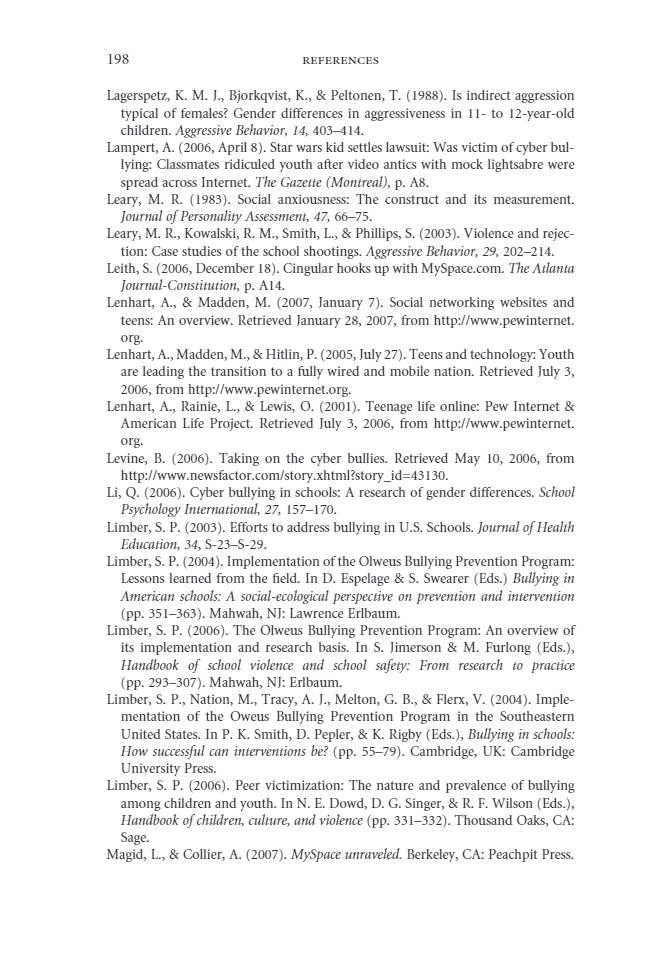 198 REFERENCES
Lagerspetz, K. M. J., Bjorkqvist, K., & Peltonen, T. (1988). Is indirect aggression
typical of females? Gender differences in aggressiveness in 11- to 12-year-old
children. Aggressive Behavior, 14, 403–414.
Lampert, A. (2006, April 8). Star wars kid settles lawsuit: Was victim of cyber bul-
lying: Classmates ridiculed youth after video antics with mock lightsabre were
spread across Internet. The Gazette (Montreal), p. A8.
Leary, M. R. (1983). Social anxiousness: The construct and its measurement.
Journal of Personality Assessment, 47, 66–75.
Leary, M. R., Kowalski, R. M., Smith, L., & Phillips, S. (2003). Violence and rejec-
tion: Case studies of the school shootings. Aggressive Behavior, 29, 202–214.
Leith, S. (2006, December 18). Cingular hooks up with MySpace.com. The Atlanta
Journal-Constitution, p. A14.
Lenhart, A., & Madden, M. (2007, January 7). Social networking websites and
teens: An overview. Retrieved January 28, 2007, from http://www.pewinternet.
org.
Lenhart, A., Madden, M., & Hitlin, P. (2005, July 27). Teens and technology: Youth
are leading the transition to a fully wired and mobile nation. Retrieved July 3,
2006, from http://www.pewinternet.org.
Lenhart, A., Rainie, L., & Lewis, O. (2001). Teenage life online: Pew Internet &
American Life Project. Retrieved July 3, 2006, from http://www.pewinternet.
org.
Levine, B. (2006). Taking on the cyber bullies. Retrieved May 10, 2006, from
http://www.newsfactor.com/story.xhtml?story_id=43130.
Li, Q. (2006). Cyber bullying in schools: A research of gender differences. School
Psychology International, 27, 157–170.
Limber, S. P. (2003). Efforts to address bullying in U.S. Schools. Journal of Health
Education, 34, S-23–S-29.
Limber, S. P. (2004). Implementation of the Olweus Bullying Prevention Program:
Lessons learned from the field. In D. Espelage & S. Swearer (Eds.) Bullying in
American schools: A social-ecological perspective on prevention and intervention
(pp. 351–363). Mahwah, NJ: Lawrence Erlbaum.
Limber, S. P. (2006). The Olweus Bullying Prevention Program: An overview of
its implementation and research basis. In S. Jimerson & M. Furlong (Eds.),
Handbook of school violence and school safety: From research to practice
(pp. 293–307). Mahwah, NJ: Erlbaum.
Limber, S. P., Nation, M., Tracy, A. J., Melton, G. B., & Flerx, V. (2004). Imple-
mentation of the Oweus Bullying Prevention Program in the Southeastern
United States. In P. K. Smith, D. Pepler, & K. Rigby (Eds.), Bullying in schools:
How successful can interventions be? (pp. 55–79). Cambridge, UK: Cambridge
University Press.
Limber, S. P. (2006). Peer victimization: The nature and prevalence of bullying
among children and youth. In N. E. Dowd, D. G. Singer, & R. F. Wilson (Eds.),
Handbook of children, culture, and violence (pp. 331–332). Thousand Oaks, CA:
Sage.
Magid, L., & Collier, A. (2007). MySpace unraveled. Berkeley, CA: Peachpit Press.